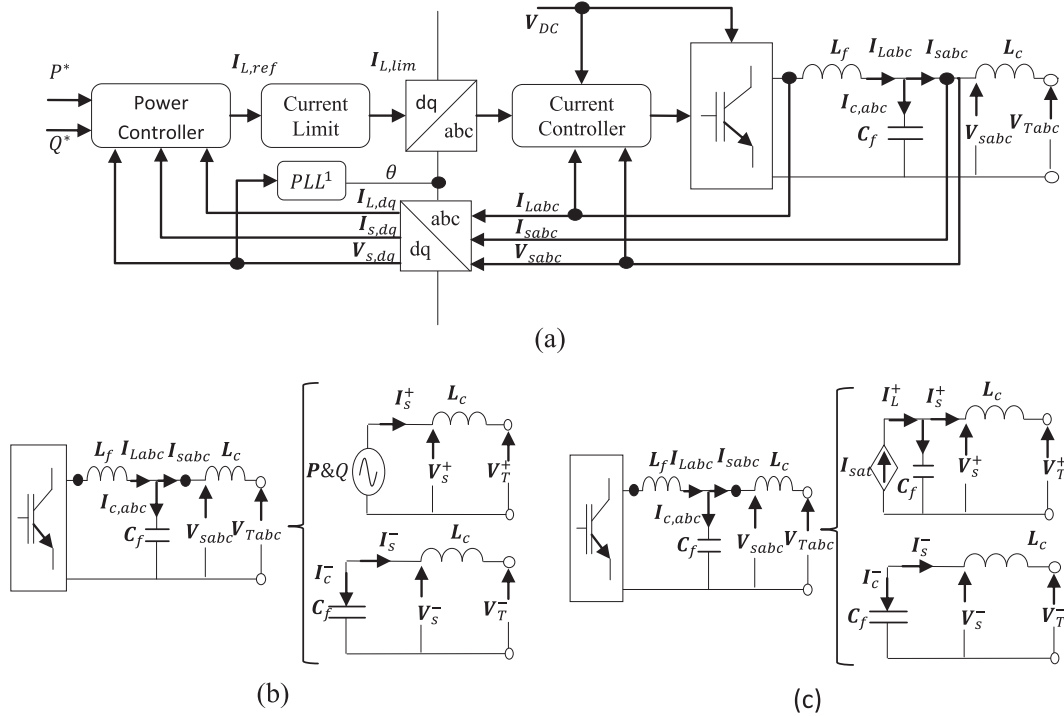 V_DC
L_f I_Labc I_sabc L_c
P*
Q*
Power
Controller
I_L,ref
Current
Limit
I_L,lim
dq
abc
Current
Controller
I_c,abc
C_f
V_sabc
V_Tabc
PLL¹
θ
I_L,dq
I_s,dq
V_s,dq
abc
dq
I_Labc
I_sabc
V_sabc
(a)
L_f I_Labc I_sabc L_c
I_c,abc
C_f
V_sabc V_Tabc
I_s^+
L_c
P&Q
V_s^+
V_T^+
I_s^-
L_c
I_c^-
C_f
V_s^-
V_T^-
(b)
L_f I_Labc I_sabc L_c
I_c,abc
C_f
V_sabc V_Tabc
I_L^+ I_s^+
L_c
I_sat
C_f
V_s^+
V_T^+
I_s^-
L_c
I_c^-
C_f
V_s^-
V_T^-
(c)